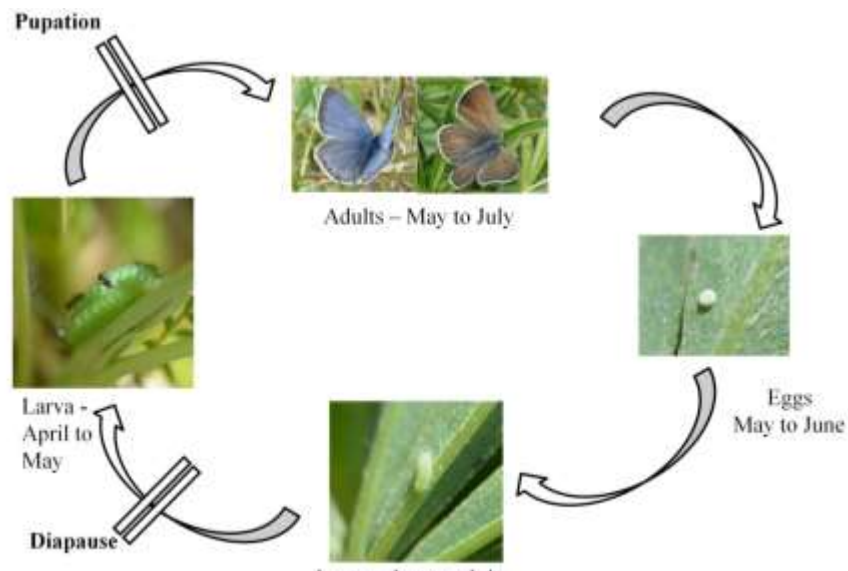 Pupation
Adults – May to July
Eggs
May to June
Larva -
April to
May
Diapause